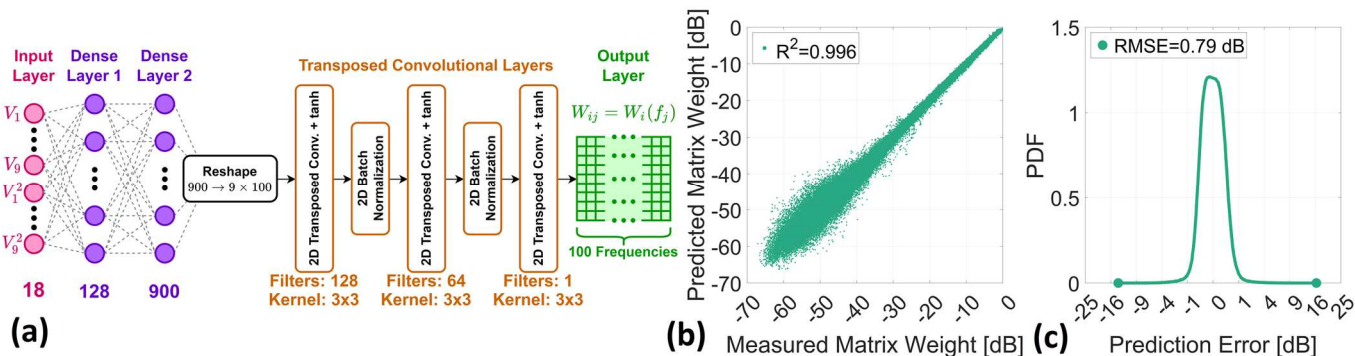 Input
Layer
Dense
Layer 1
Dense
Layer 2
V₁
V₉
V₁²
V₉²
18
128
900
Reshape
900 → 9 × 100
Transposed Convolutional Layers
2D Transposed Conv. + tanh
2D Batch
Normalization
2D Transposed Conv. + tanh
2D Batch
Normalization
2D Transposed Conv. + tanh
Filters: 128
Kernel: 3x3
Filters: 64
Kernel: 3x3
Filters: 1
Kernel: 3x3
Output
Layer
Wᵢⱼ = Wᵢ(fⱼ)
100 Frequencies
(a)
Predicted Matrix Weight [dB]
0
-10
-20
-30
-40
-50
-60
-70
R²=0.996
-70 -60 -50 -40 -30 -20 -10 0
Measured Matrix Weight [dB]
(b)
PDF
1.5
1
0.5
0
RMSE=0.79 dB
-25 -16 -9 -4 -1 0 1 4 9 16 25
Prediction Error [dB]
(c)